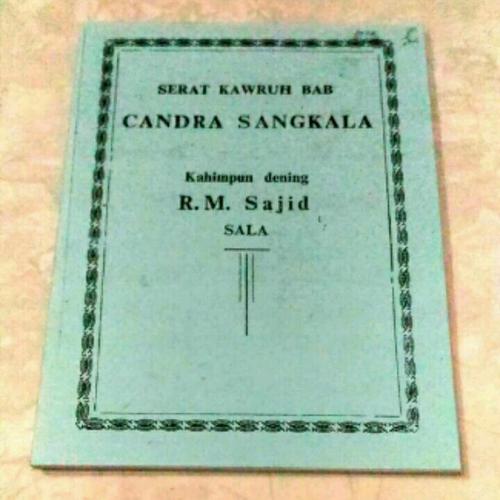 SERAT KAWRUH BAB
CANDRA SANGKALA
Kahimpun dening
R.M. Sajid
SALA